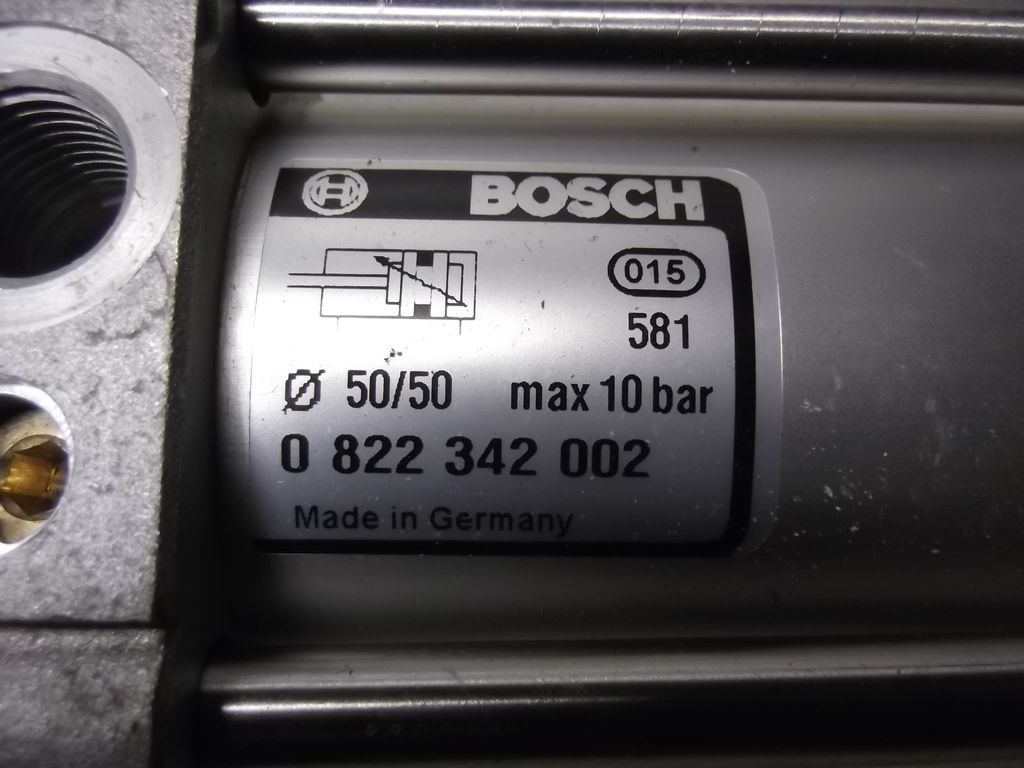 BOSCH
015
581
Ø 50/50 max 10 bar
0 822 342 002
Made in Germany